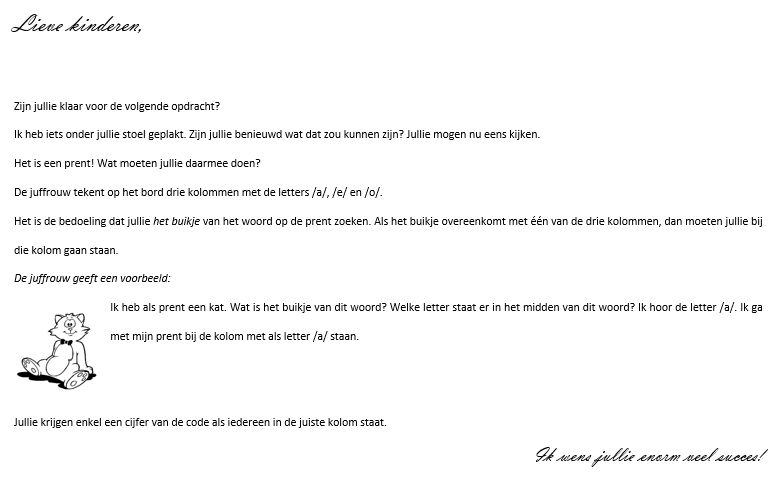 Lieve kinderen,
Zijn jullie klaar voor de volgende opdracht?
Ik heb iets onder jullie stoel geplakt. Zijn jullie benieuwd wat dat zou kunnen zijn? Jullie mogen nu eens kijken.
Het is een prent! Wat moeten jullie daarmee doen?
De juffrouw tekent op het bord drie kolommen met de letters /a/, /e/ en /o/.
Het is de bedoeling dat jullie het buikje van het woord op de prent zoeken. Als het buikje overeenkomt met één van de drie kolommen, dan moeten jullie bij
die kolom gaan staan.
De juffrouw geeft een voorbeeld:
Ik heb als prent een kat. Wat is het buikje van dit woord? Welke letter staat er in het midden van dit woord? Ik hoor de letter /a/. Ik ga
met mijn prent bij de kolom met als letter /a/ staan.
Jullie krijgen enkel een cijfer van de code als iedereen in de juiste kolom staat.
Ik wens jullie enorm veel succes!